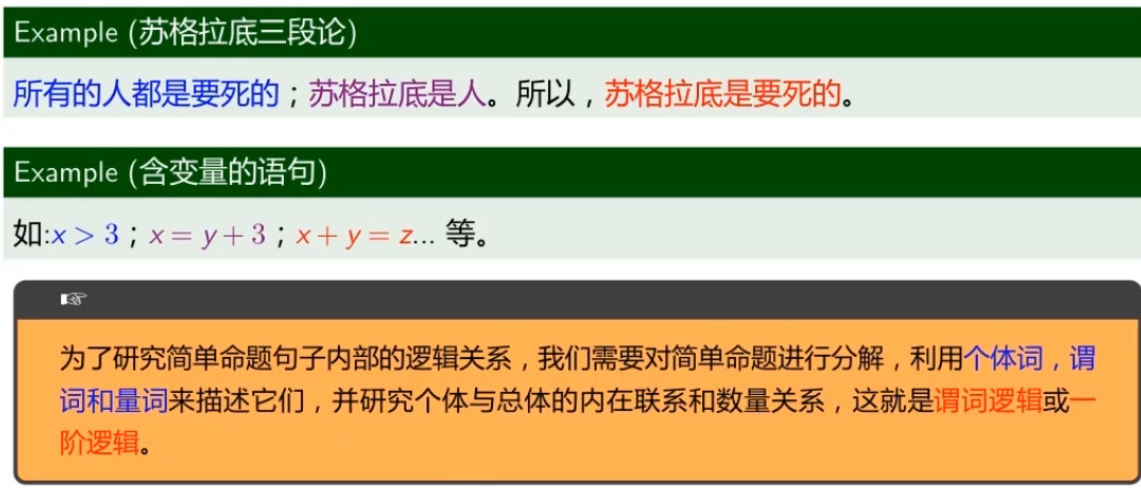 Example (苏格拉底三段论)
所有的人都是要死的；苏格拉底是人。所以，苏格拉底是要死的。
Example (含变量的语句)
如:x > 3；x = y + 3；x + y = z... 等。
☞
为了研究简单命题句子内部的逻辑关系，我们需要对简单命题进行分解，利用个体词，谓
词和量词来描述它们，并研究个体与总体的内在联系和数量关系，这就是谓词逻辑或一
阶逻辑。